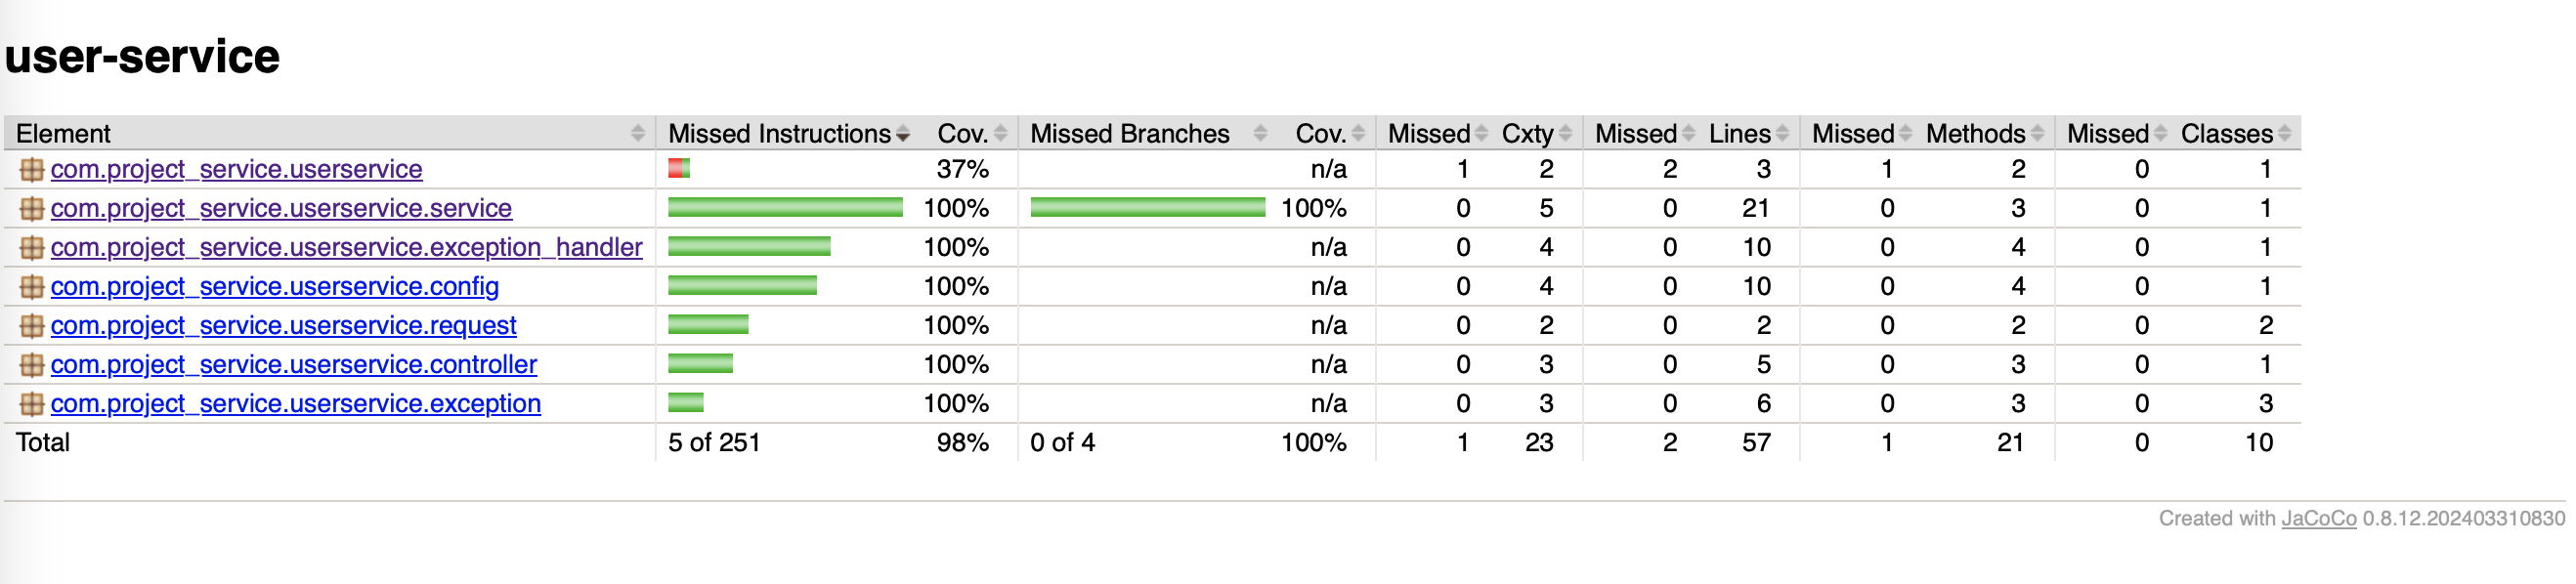 user-service
Element Missed Instructions Cov. Missed Branches Cov. Missed Cxty Missed Lines Missed Methods Missed Classes
com.project_service.userservice 37% n/a 1 2 2 3 1 2 0 1
com.project_service.userservice.service 100% 100% 0 5 0 21 0 3 0 1
com.project_service.userservice.exception_handler 100% n/a 0 4 0 10 0 4 0 1
com.project_service.userservice.config 100% n/a 0 4 0 10 0 4 0 1
com.project_service.userservice.request 100% n/a 0 2 0 2 0 2 0 2
com.project_service.userservice.controller 100% n/a 0 3 0 5 0 3 0 1
com.project_service.userservice.exception 100% n/a 0 3 0 6 0 3 0 3
Total 5 of 251 98% 0 of 4 100% 1 23 2 57 1 21 0 10
Created with JaCoCo 0.8.12.202403310830